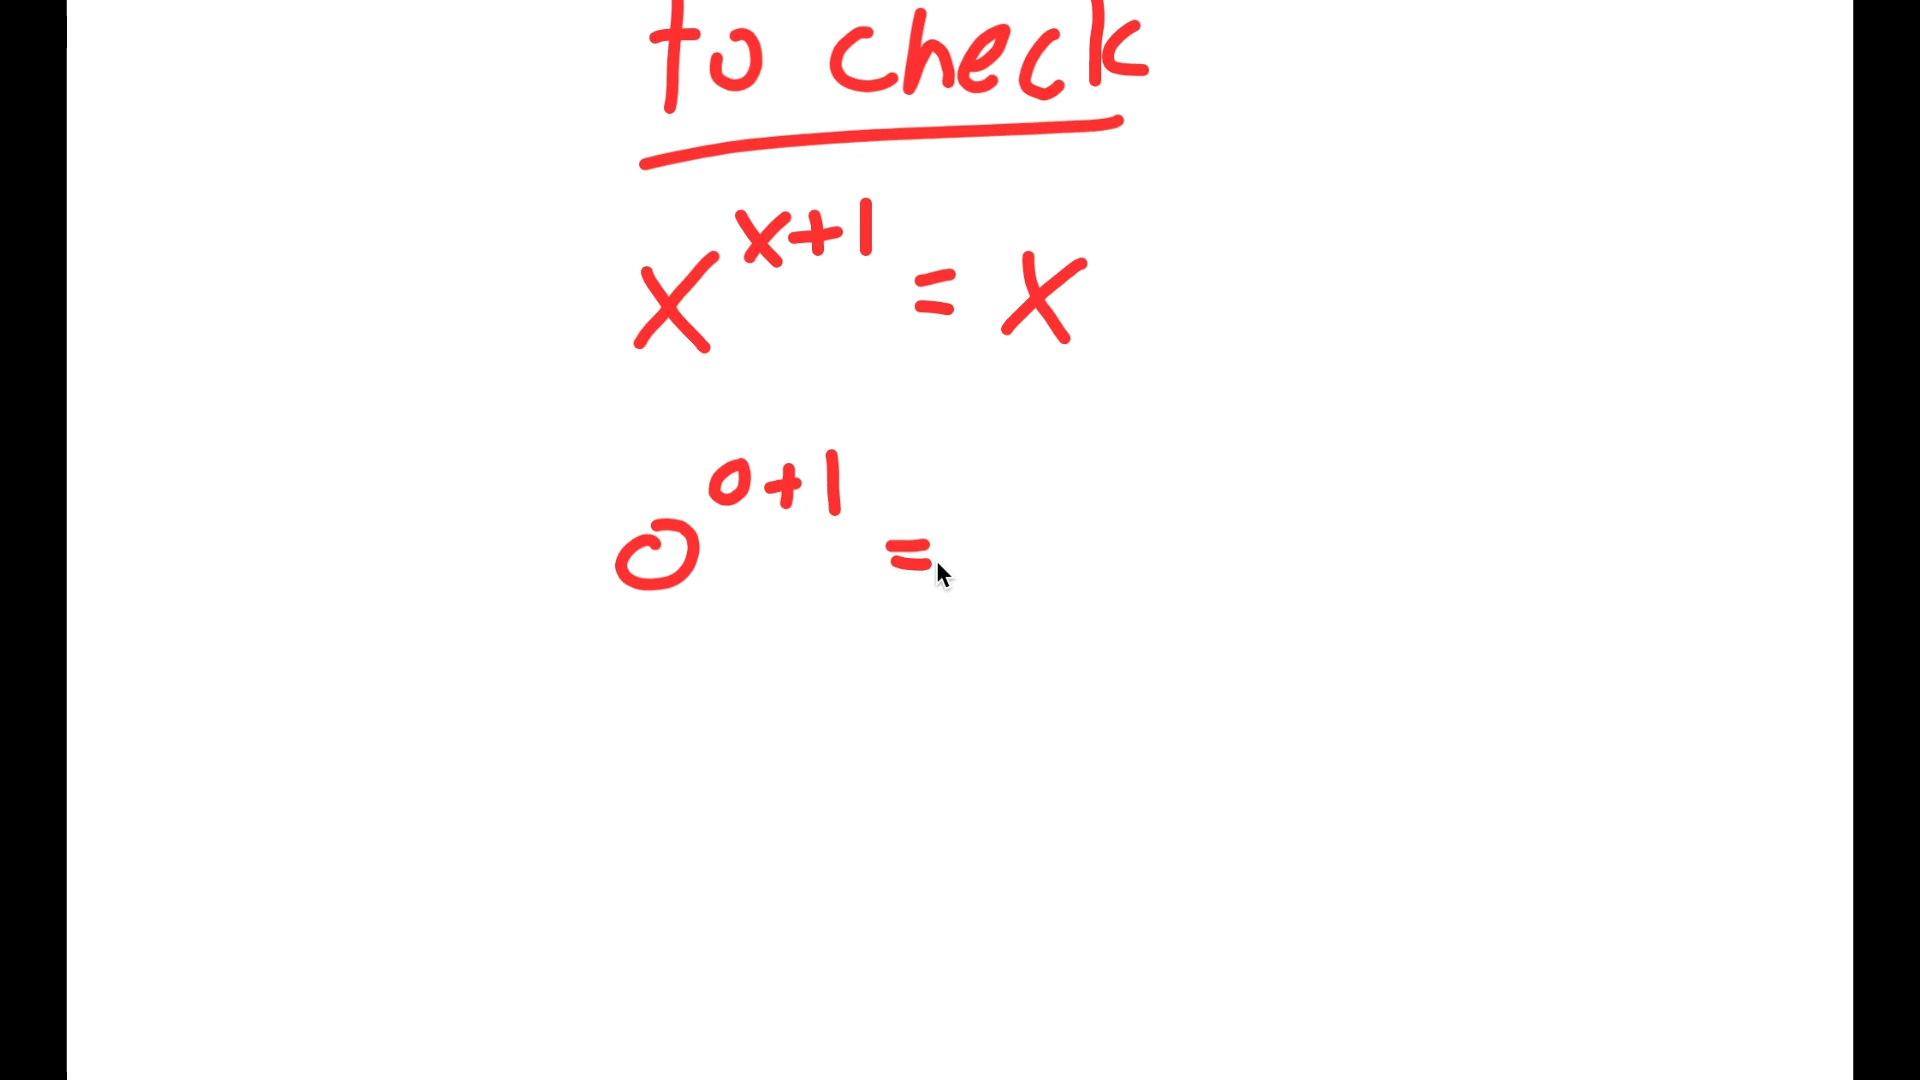 to check
x^{x+1} = x
0^{0+1} =